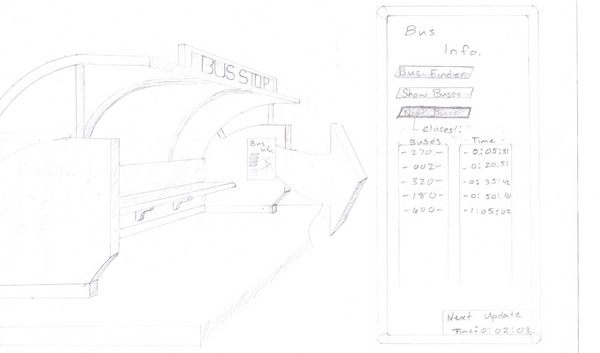 BUS STOP
Bus
Info
Bus
Info.
Bus Finder
Show Buses
Next Buses
Closest:
Buses
Time
- 270 -
- 0:05:31
- 002 -
- 0:20:51
- 320 -
- 0:35:42
- 180 -
- 0:50:10
- 600 -
- 1:05:02
Next Update
Time: 0:02:03